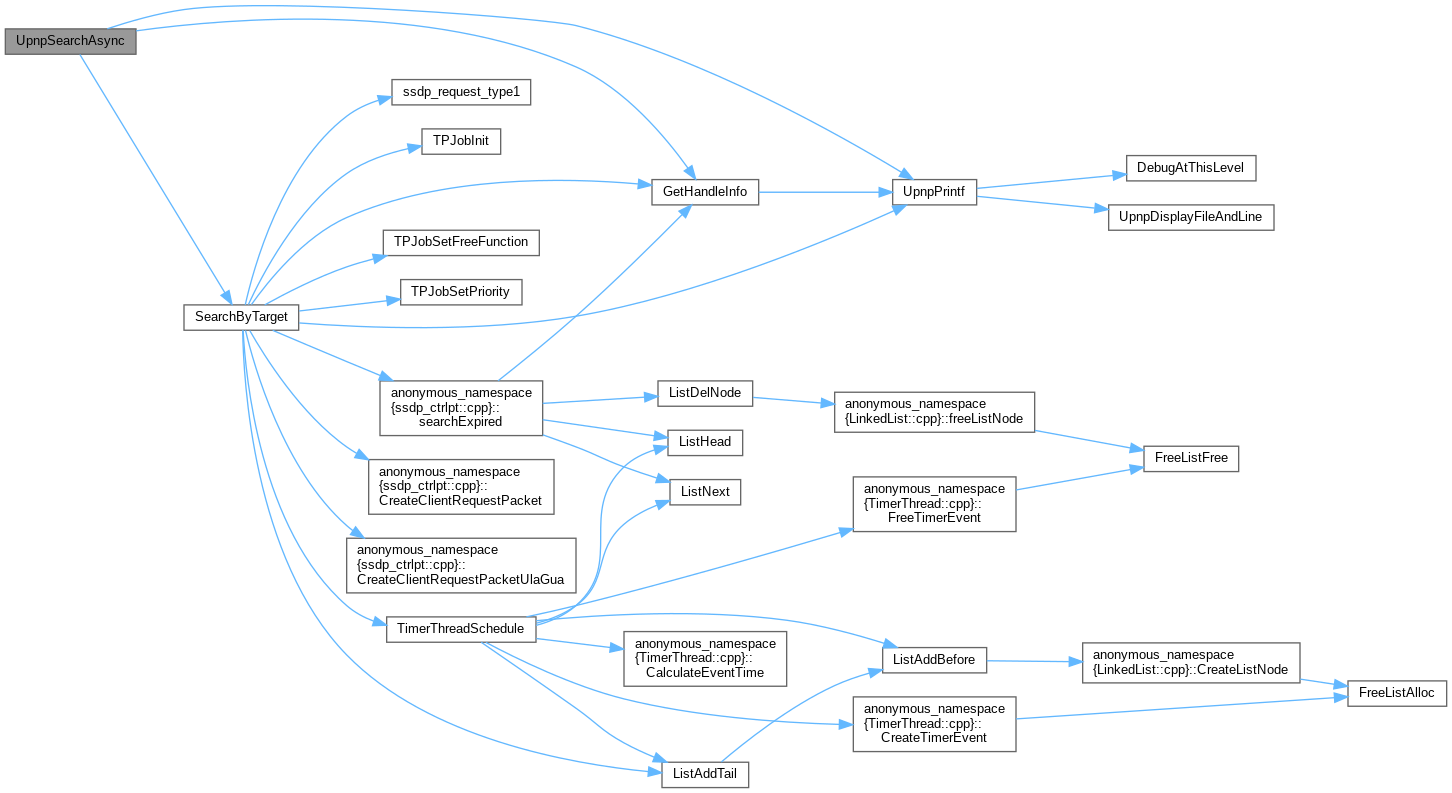 UpnpSearchAsync
ssdp_request_type1
TPJobInit
DebugAtThisLevel
GetHandleInfo
UpnpPrintf
UpnpDisplayFileAndLine
TPJobSetFreeFunction
TPJobSetPriority
SearchByTarget
anonymous_namespace
{ssdp_ctrlpt::cpp}::
searchExpired
ListDelNode
anonymous_namespace
{LinkedList::cpp}::freeListNode
ListHead
FreeListFree
anonymous_namespace
{ssdp_ctrlpt::cpp}::
CreateClientRequestPacket
ListNext
anonymous_namespace
{TimerThread::cpp}::
FreeTimerEvent
anonymous_namespace
{ssdp_ctrlpt::cpp}::
CreateClientRequestPacketUlaGua
TimerThreadSchedule
anonymous_namespace
{TimerThread::cpp}::
CalculateEventTime
ListAddBefore
anonymous_namespace
{LinkedList::cpp}::CreateListNode
FreeListAlloc
anonymous_namespace
{TimerThread::cpp}::
CreateTimerEvent
ListAddTail